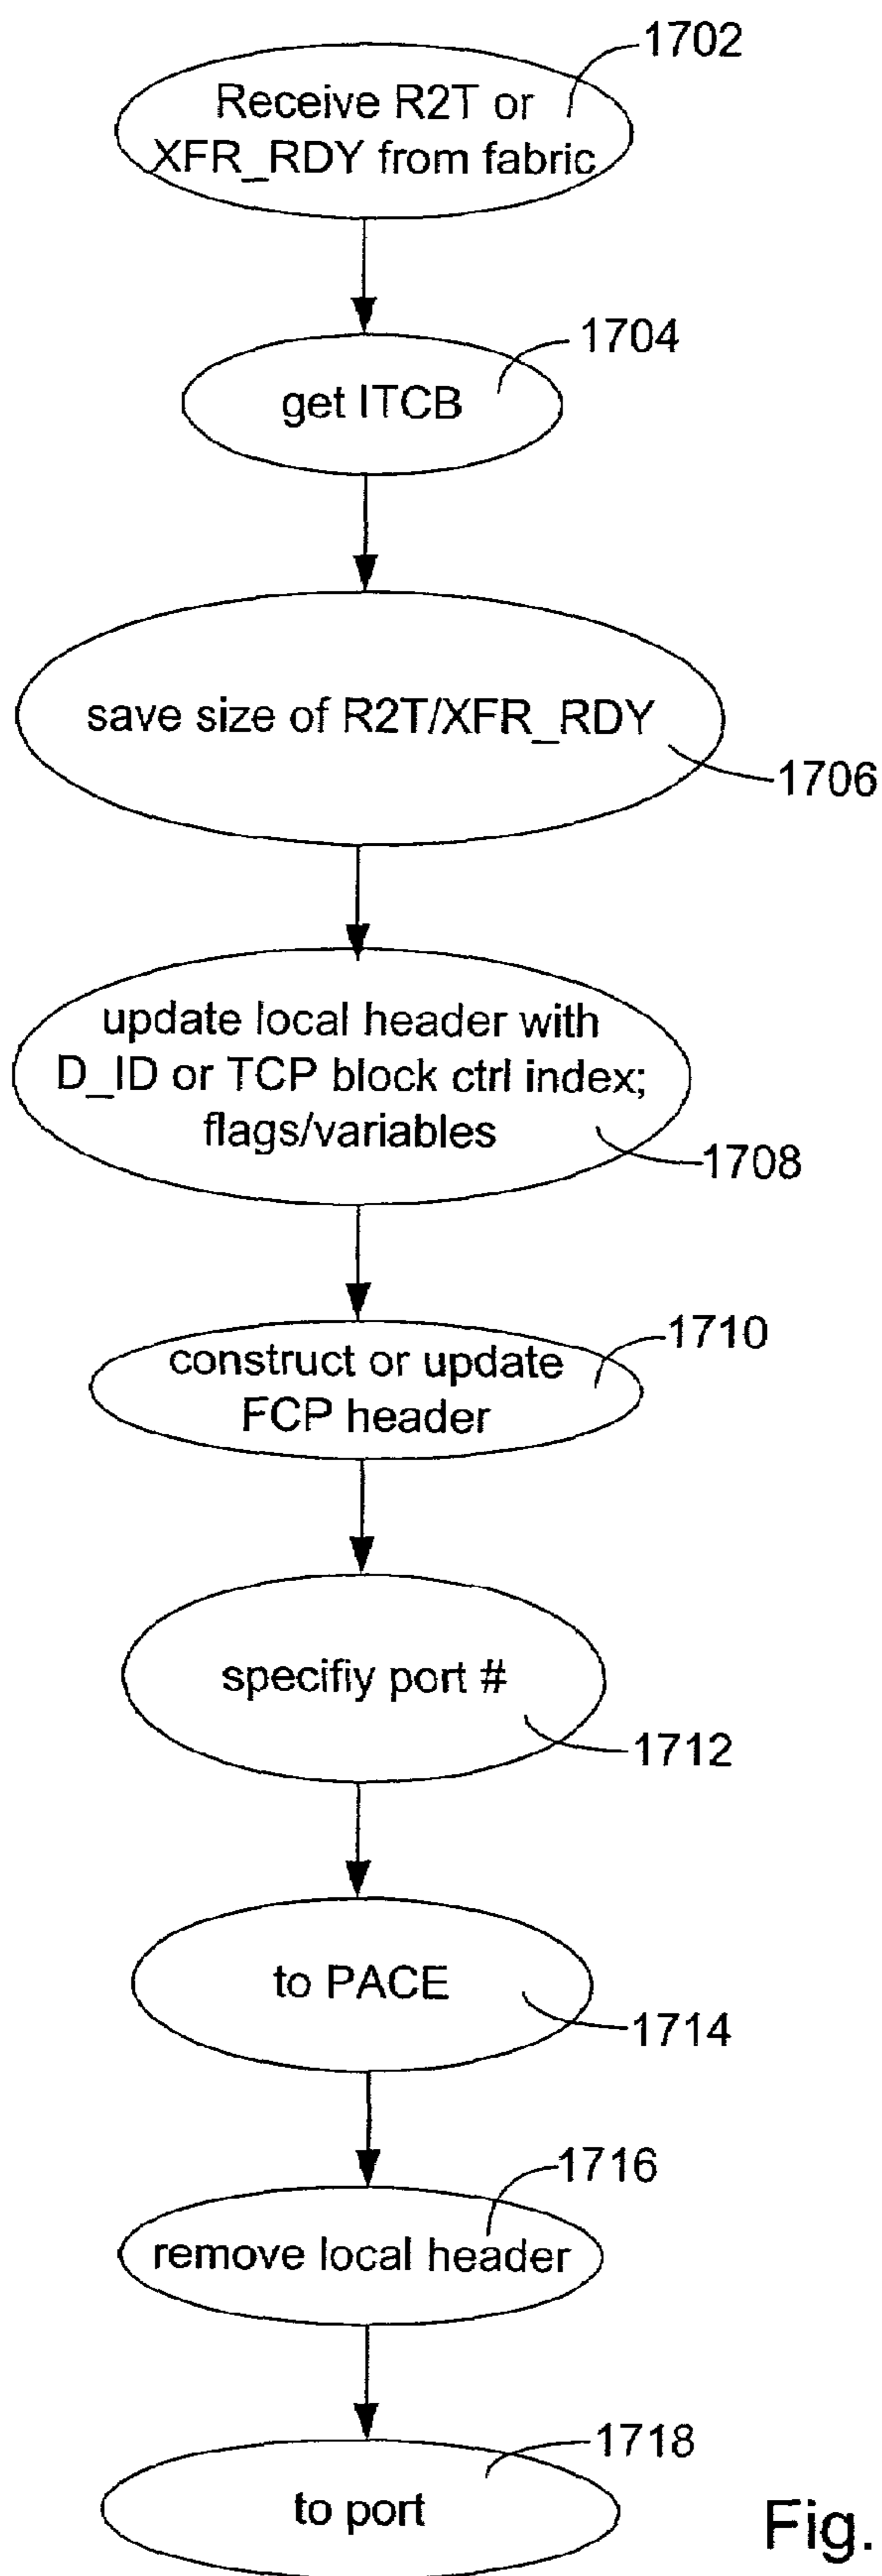 1702
Receive R2T or
XFR_RDY from fabric
1704
get ITCB
save size of R2T/XFR_RDY
1706
update local header with
D_ID or TCP block ctrl index;
flags/variables
1708
1710
construct or update
FCP header
specifiy port #
1712
to PACE
1714
1716
remove local header
1718
to port
Fig.